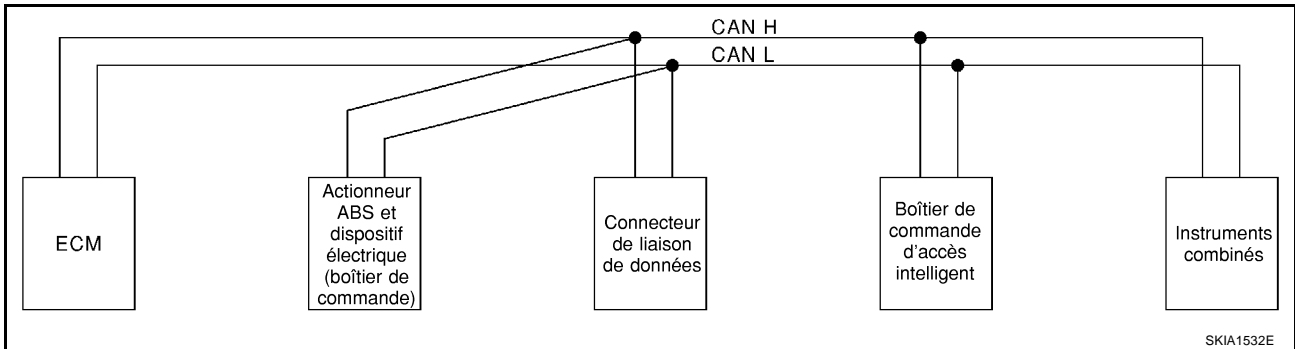 CAN H
CAN L
ECM
Actionneur
ABS et
dispositif
électrique
(boîtier de
commande)
Connecteur
de liaison
de données
Boîtier de
commande
d'accès
intelligent
Instruments
combinés
SKIA1532E